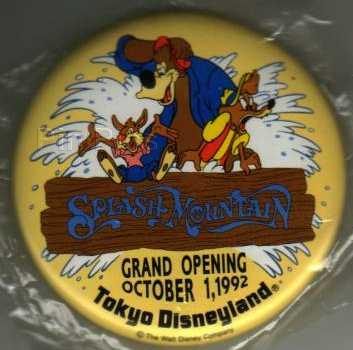 SPLASH MOUNTAIN
GRAND OPENING
OCTOBER 1, 1992
Tokyo Disneyland®
© The Walt Disney Company